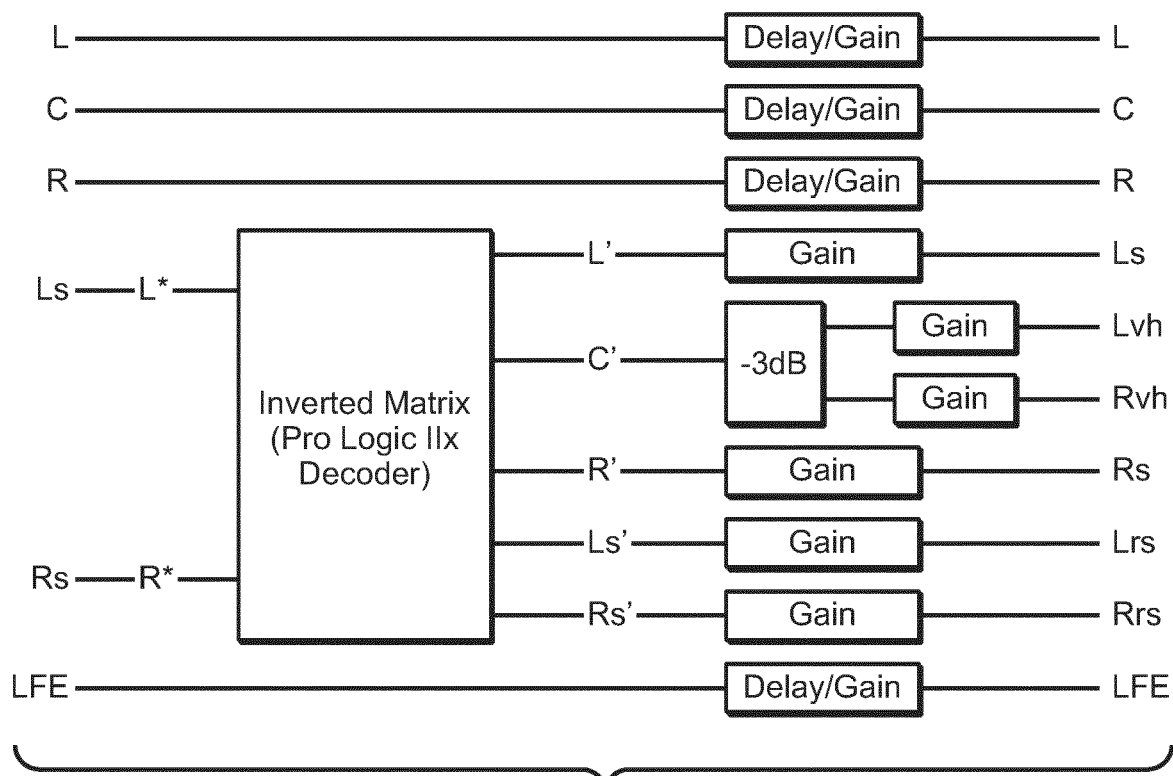 L Delay/Gain L
C Delay/Gain C
R Delay/Gain R
L’ Gain Ls
Ls L*
Lvh
Gain
C’ -3dB
Gain Rvh
Inverted Matrix
(Pro Logic IIx
Decoder)
R’ Gain Rs
Ls’ Gain Lrs
Rs R*
Rs’ Gain Rrs
LFE Delay/Gain LFE